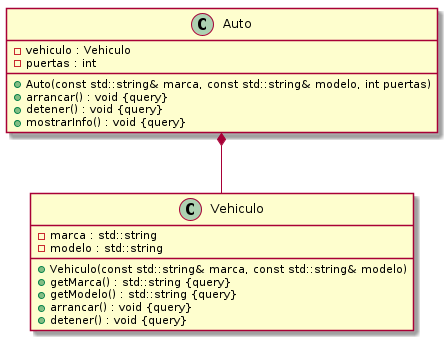 C Auto
vehiculo : Vehiculo
puertas : int
Auto(const std::string& marca, const std::string& modelo, int puertas)
arrancar() : void {query}
detener() : void {query}
mostrarInfo() : void {query}
C Vehiculo
marca : std::string
modelo : std::string
Vehiculo(const std::string& marca, const std::string& modelo)
getMarca() : std::string {query}
getModelo() : std::string {query}
arrancar() : void {query}
detener() : void {query}